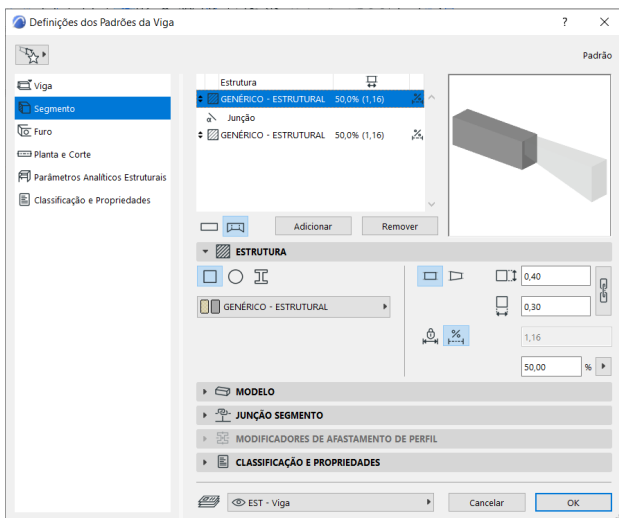 Definições dos Padrões da Viga
?
Padrão
Viga
Segmento
Furo
Planta e Corte
Parâmetros Analíticos Estruturais
Classificação e Propriedades
Estrutura
GENÉRICO - ESTRUTURAL 50,0% (1,16)
Junção
GENÉRICO - ESTRUTURAL 50,0% (1,16)
Adicionar Remover
ESTRUTURA
0,40
GENÉRICO - ESTRUTURAL
0,30
%
1,16
50,00 %
MODELO
JUNÇÃO SEGMENTO
MODIFICADORES DE AFASTAMENTO DE PERFIL
CLASSIFICAÇÃO E PROPRIEDADES
EST - Viga
Cancelar OK